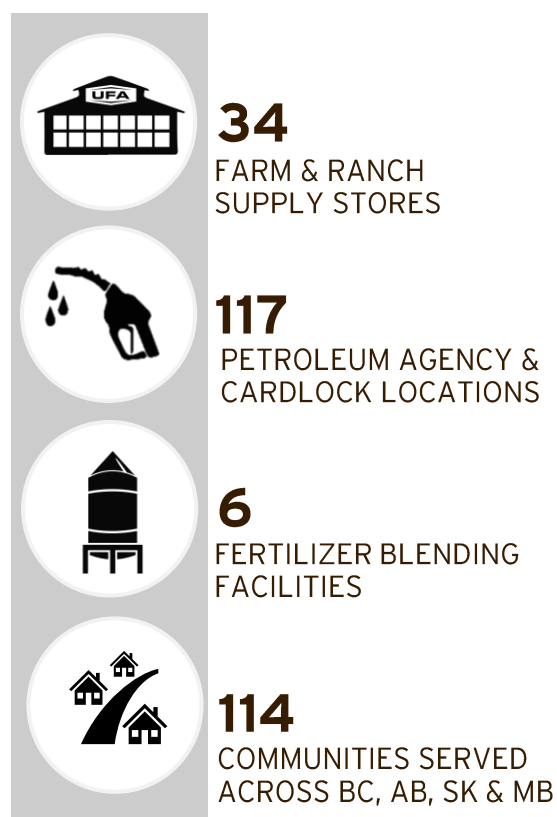 UFA
34
FARM & RANCH
SUPPLY STORES
117
PETROLEUM AGENCY &
CARDLOCK LOCATIONS
6
FERTILIZER BLENDING
FACILITIES
114
COMMUNITIES SERVED
ACROSS BC, AB, SK & MB